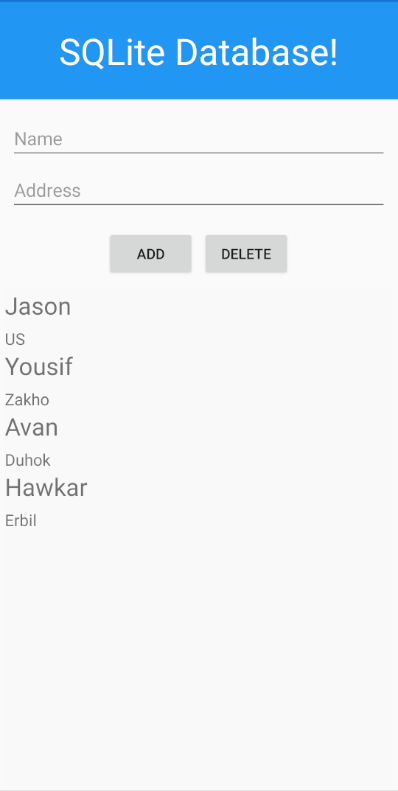 SQLite Database!
Name
Address
ADD DELETE
Jason
US
Yousif
Zakho
Avan
Duhok
Hawkar
Erbil